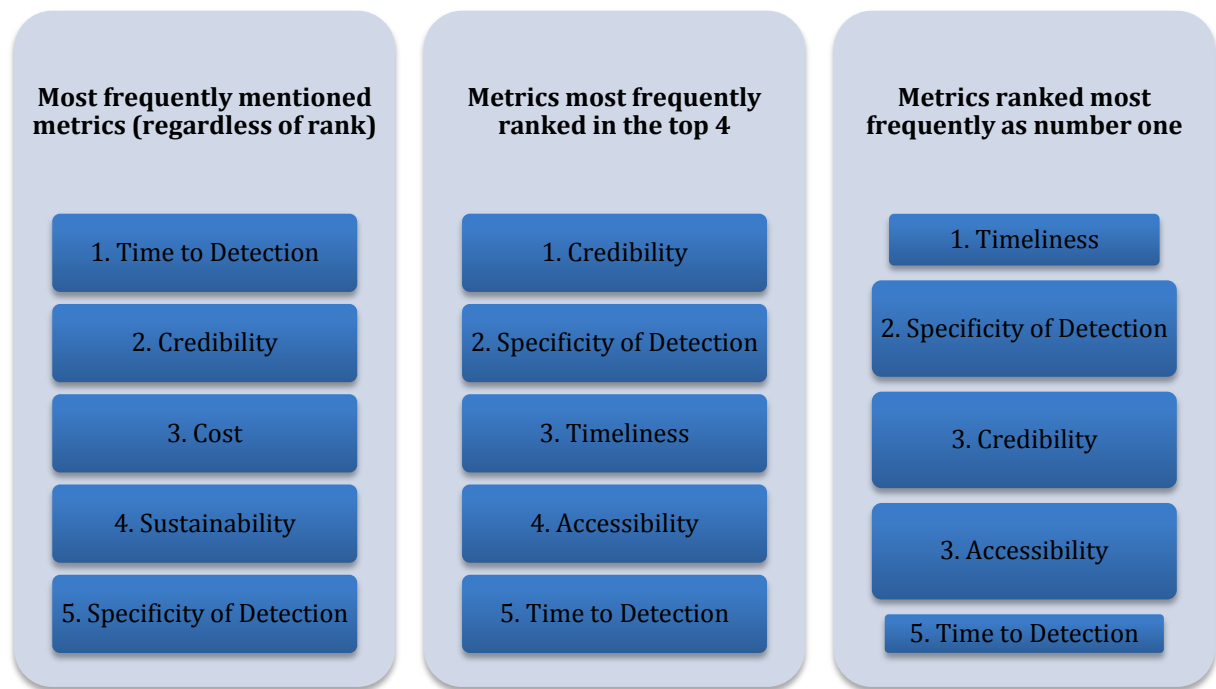 Most frequently mentioned
metrics (regardless of rank)
1. Time to Detection
2. Credibility
3. Cost
4. Sustainability
5. Specificity of Detection
Metrics most frequently
ranked in the top 4
1. Credibility
2. Specificity of Detection
3. Timeliness
4. Accessibility
5. Time to Detection
Metrics ranked most
frequently as number one
1. Timeliness
2. Specificity of Detection
3. Credibility
3. Accessibility
5. Time to Detection